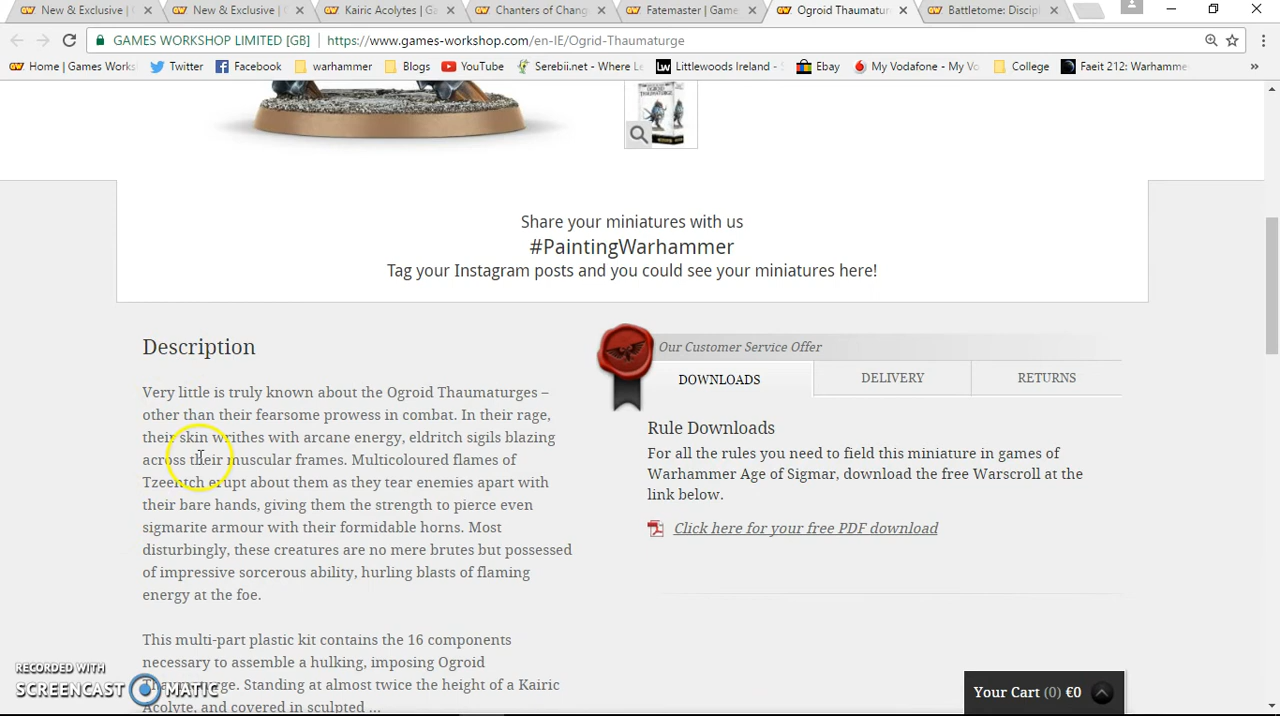 New & Exclusive | G
New & Exclusive | G
Kairic Acolytes | Ga
Chanters of Chang
Fatemaster | Games
Ogroid Thaumatur
Battletome: Discipl
GAMES WORKSHOP LIMITED [GB] https://www.games-workshop.com/en-IE/Ogrid-Thaumaturge
Home | Games Work Twitter Facebook warhammer Blogs YouTube Serebii.net - Where Le Littlewoods Ireland - Ebay My Vodafone - My Vo College Faeit 212: Warhamme »
OGROID
Share your miniatures with us
#PaintingWarhammer
Tag your Instagram posts and you could see your miniatures here!
Description
Very little is truly known about the Ogroid Thaumaturges –
other than their fearsome prowess in combat. In their rage,
their skin writhes with arcane energy, eldritch sigils blazing
across their muscular frames. Multicoloured flames of
Tzeentch erupt about them as they tear enemies apart with
their bare hands, giving them the strength to pierce even
sigmarite armour with their formidable horns. Most
disturbingly, these creatures are no mere brutes but possessed
of impressive sorcerous ability, hurling blasts of flaming
energy at the foe.
This multi-part plastic kit contains the 16 components
necessary to assemble a hulking, imposing Ogroid
Thaumaturge. Standing at almost twice the height of a Kairic
Acolyte, and covered in sculpted ...
Our Customer Service Offer
DOWNLOADS DELIVERY RETURNS
Rule Downloads
For all the rules you need to field this miniature in games of
Warhammer Age of Sigmar, download the free Warscroll at the
link below.
Click here for your free PDF download
Your Cart (0) €0
RECORDED WITH
SCREENCAST MATIC